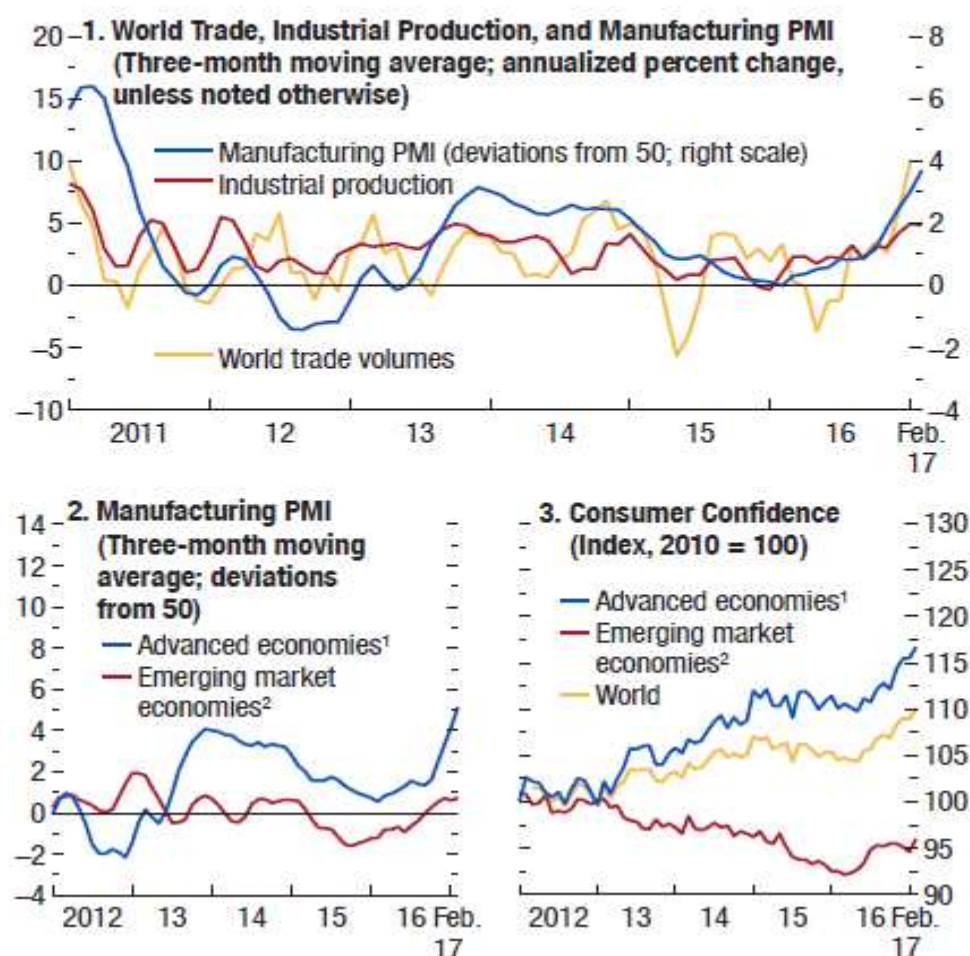 1. World Trade, Industrial Production, and Manufacturing PMI
(Three-month moving average; annualized percent change,
unless noted otherwise)
20
15
10
5
0
–5
–10
8
6
4
2
0
–2
–4
Manufacturing PMI (deviations from 50; right scale)
Industrial production
World trade volumes
2011 12 13 14 15 16 Feb.
17
2. Manufacturing PMI
(Three-month moving
average; deviations
from 50)
14
12
10
8
6
4
2
0
–2
–4
Advanced economies¹
Emerging market
economies²
2012 13 14 15 16 Feb.
17
3. Consumer Confidence
(Index, 2010 = 100)
Advanced economies¹
Emerging market
economies²
World
130
125
120
115
110
105
100
95
90
2012 13 14 15 16 Feb.
17